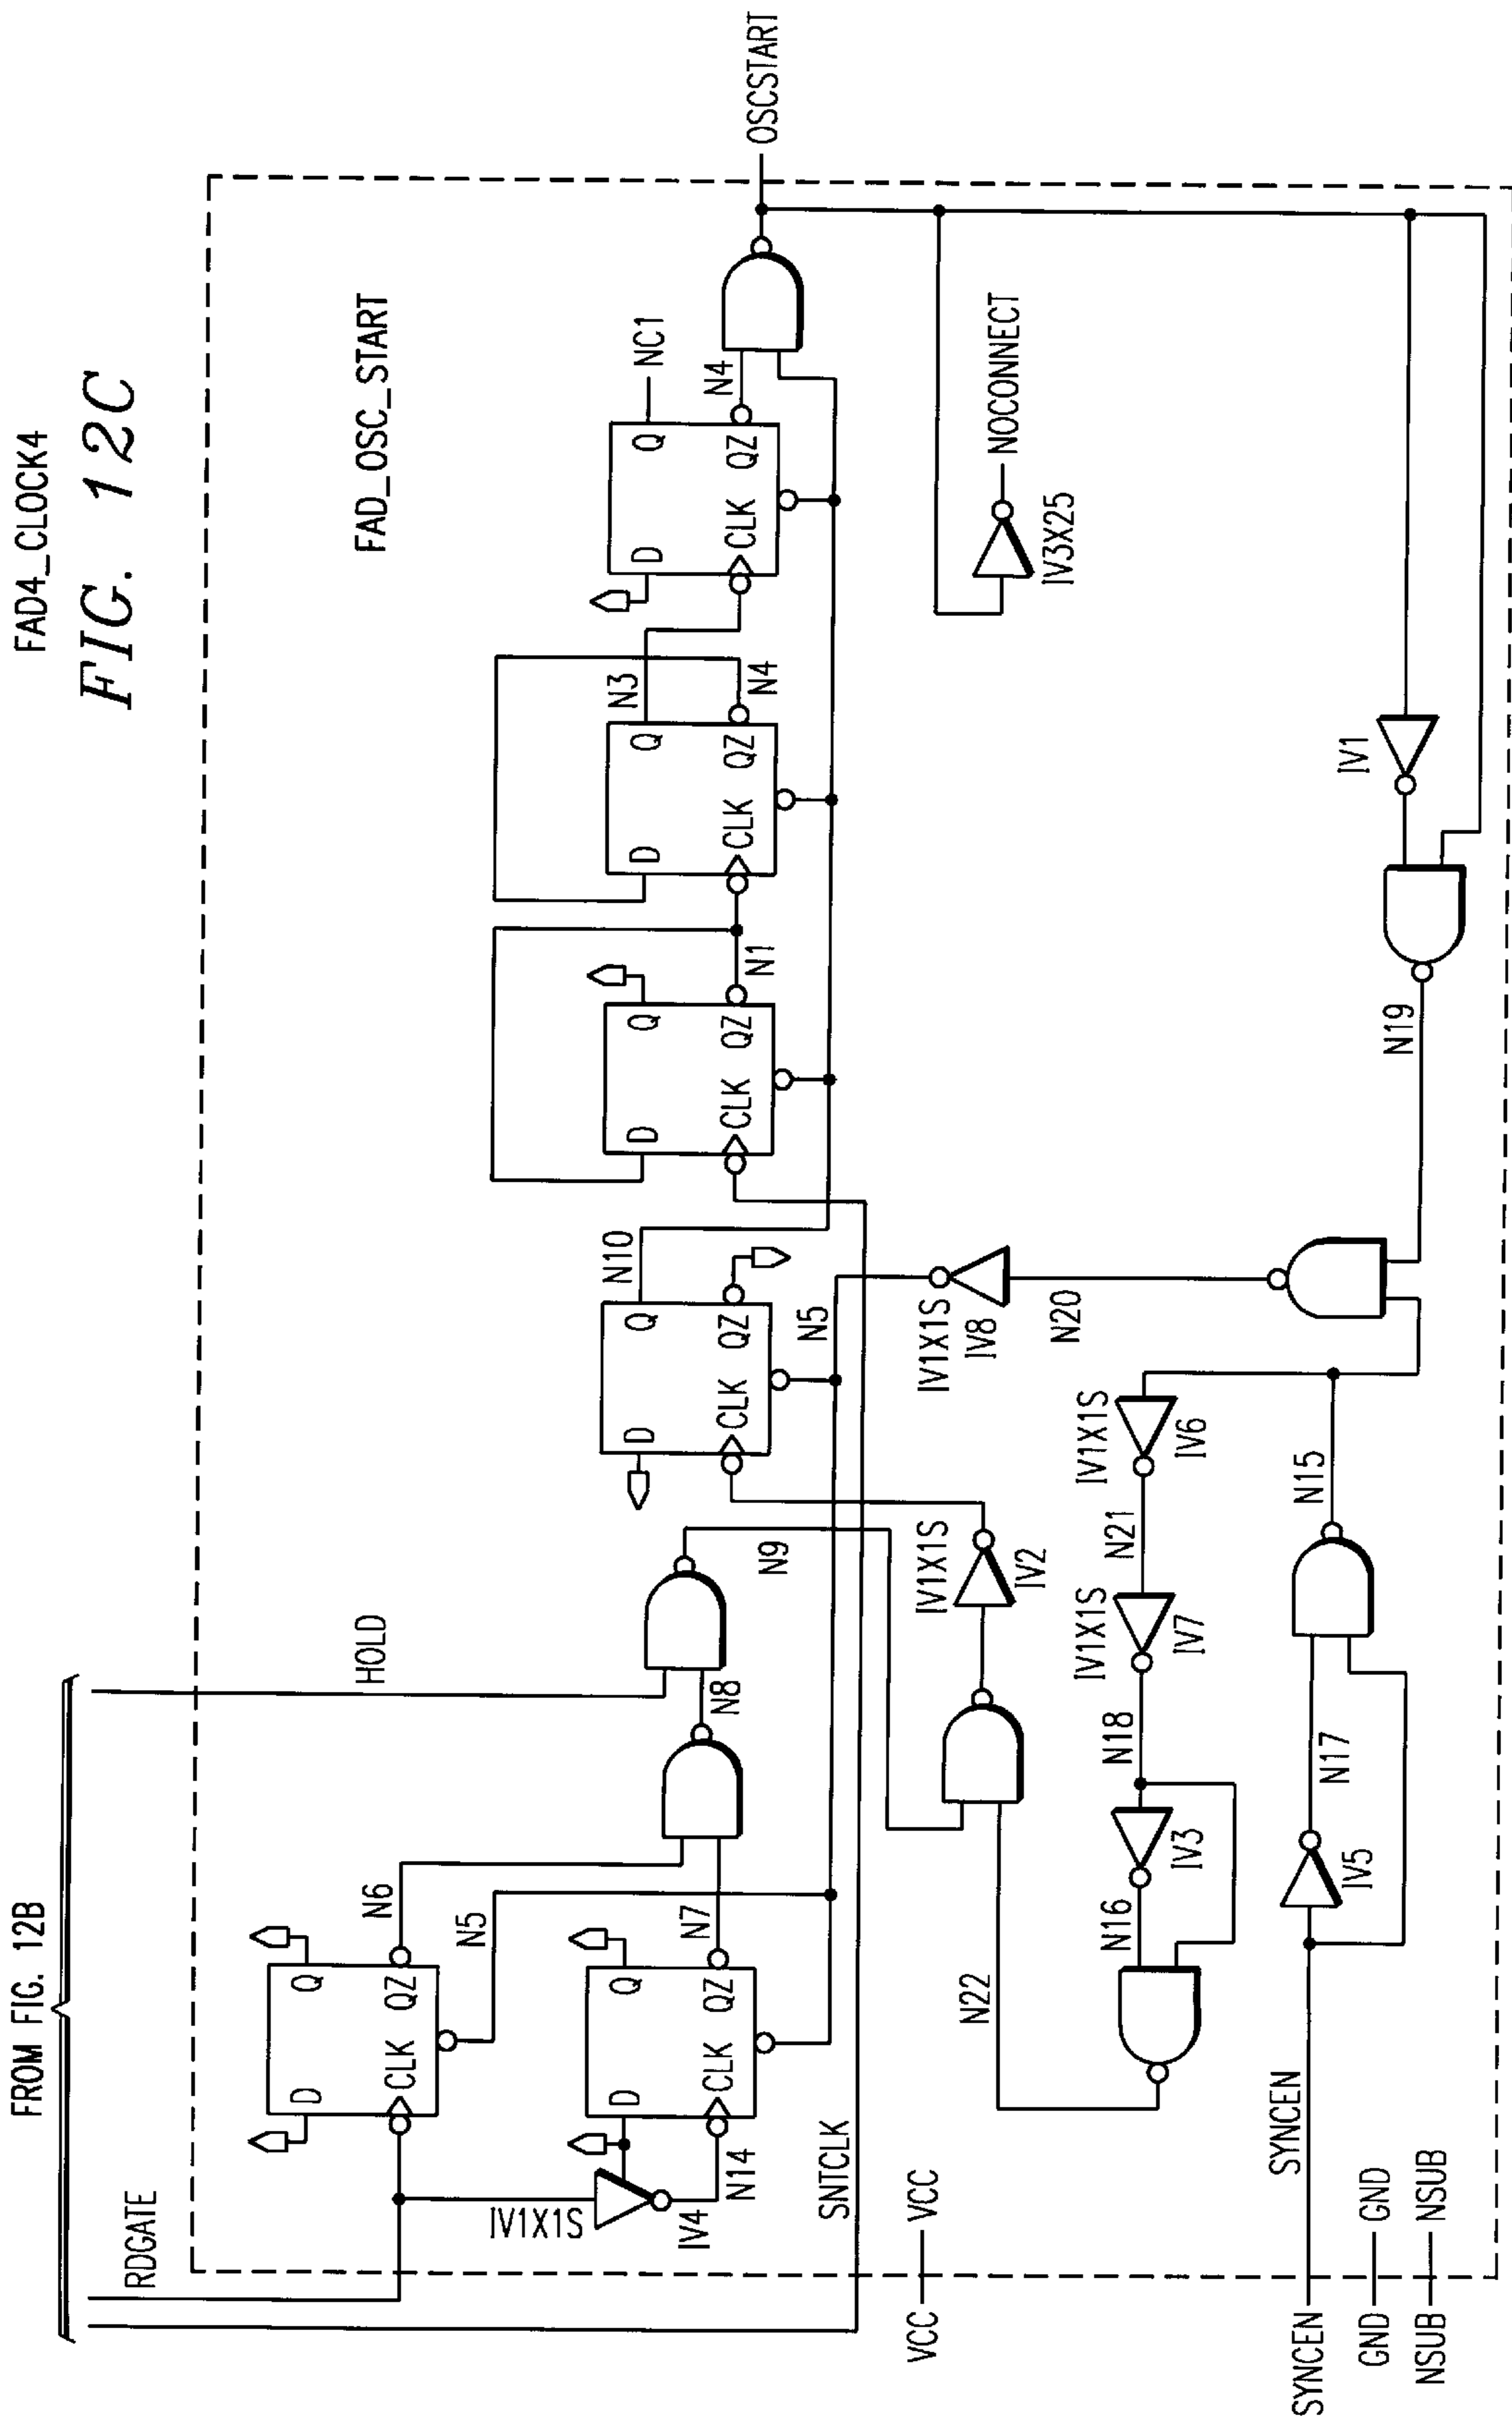 FAD4_CLOCK4
FIG. 12C
FROM FIG. 12B
FAD_OSC_START
RDGATE
HOLD
D
Q
CLK
QZ
N6
N5
IV1X1S
IV4
N14
D
Q
CLK
QZ
N7
N8
N9
SNTCLK
D
Q
CLK
QZ
N10
N5
D
Q
CLK
QZ
N1
D
Q
CLK
QZ
N3
N4
D
Q
CLK
QZ
NC1
N4
OSCSTART
VCC
VCC
IV1X1S
IV2
IV1X1S
IV8
N20
IV3X25
NOCONNECT
N22
N16
IV3
N18
IV1X1S
IV7
N21
IV1X1S
IV6
SYNCEN
SYNCEN
IV5
N17
N15
N19
IV1
GND
GND
NSUB
NSUB